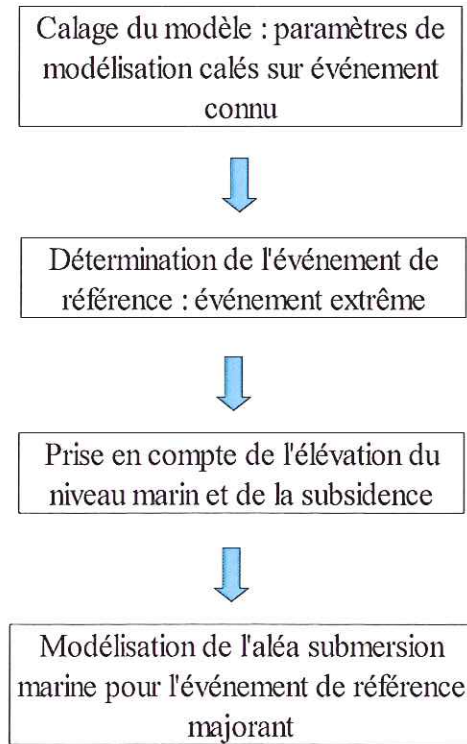 Calage du modèle : paramètres de
modélisation calés sur événement
connu
Détermination de l'événement de
référence : événement extrême
Prise en compte de l'élévation du
niveau marin et de la subsidence
Modélisation de l'aléa submersion
marine pour l'événement de référence
majorant